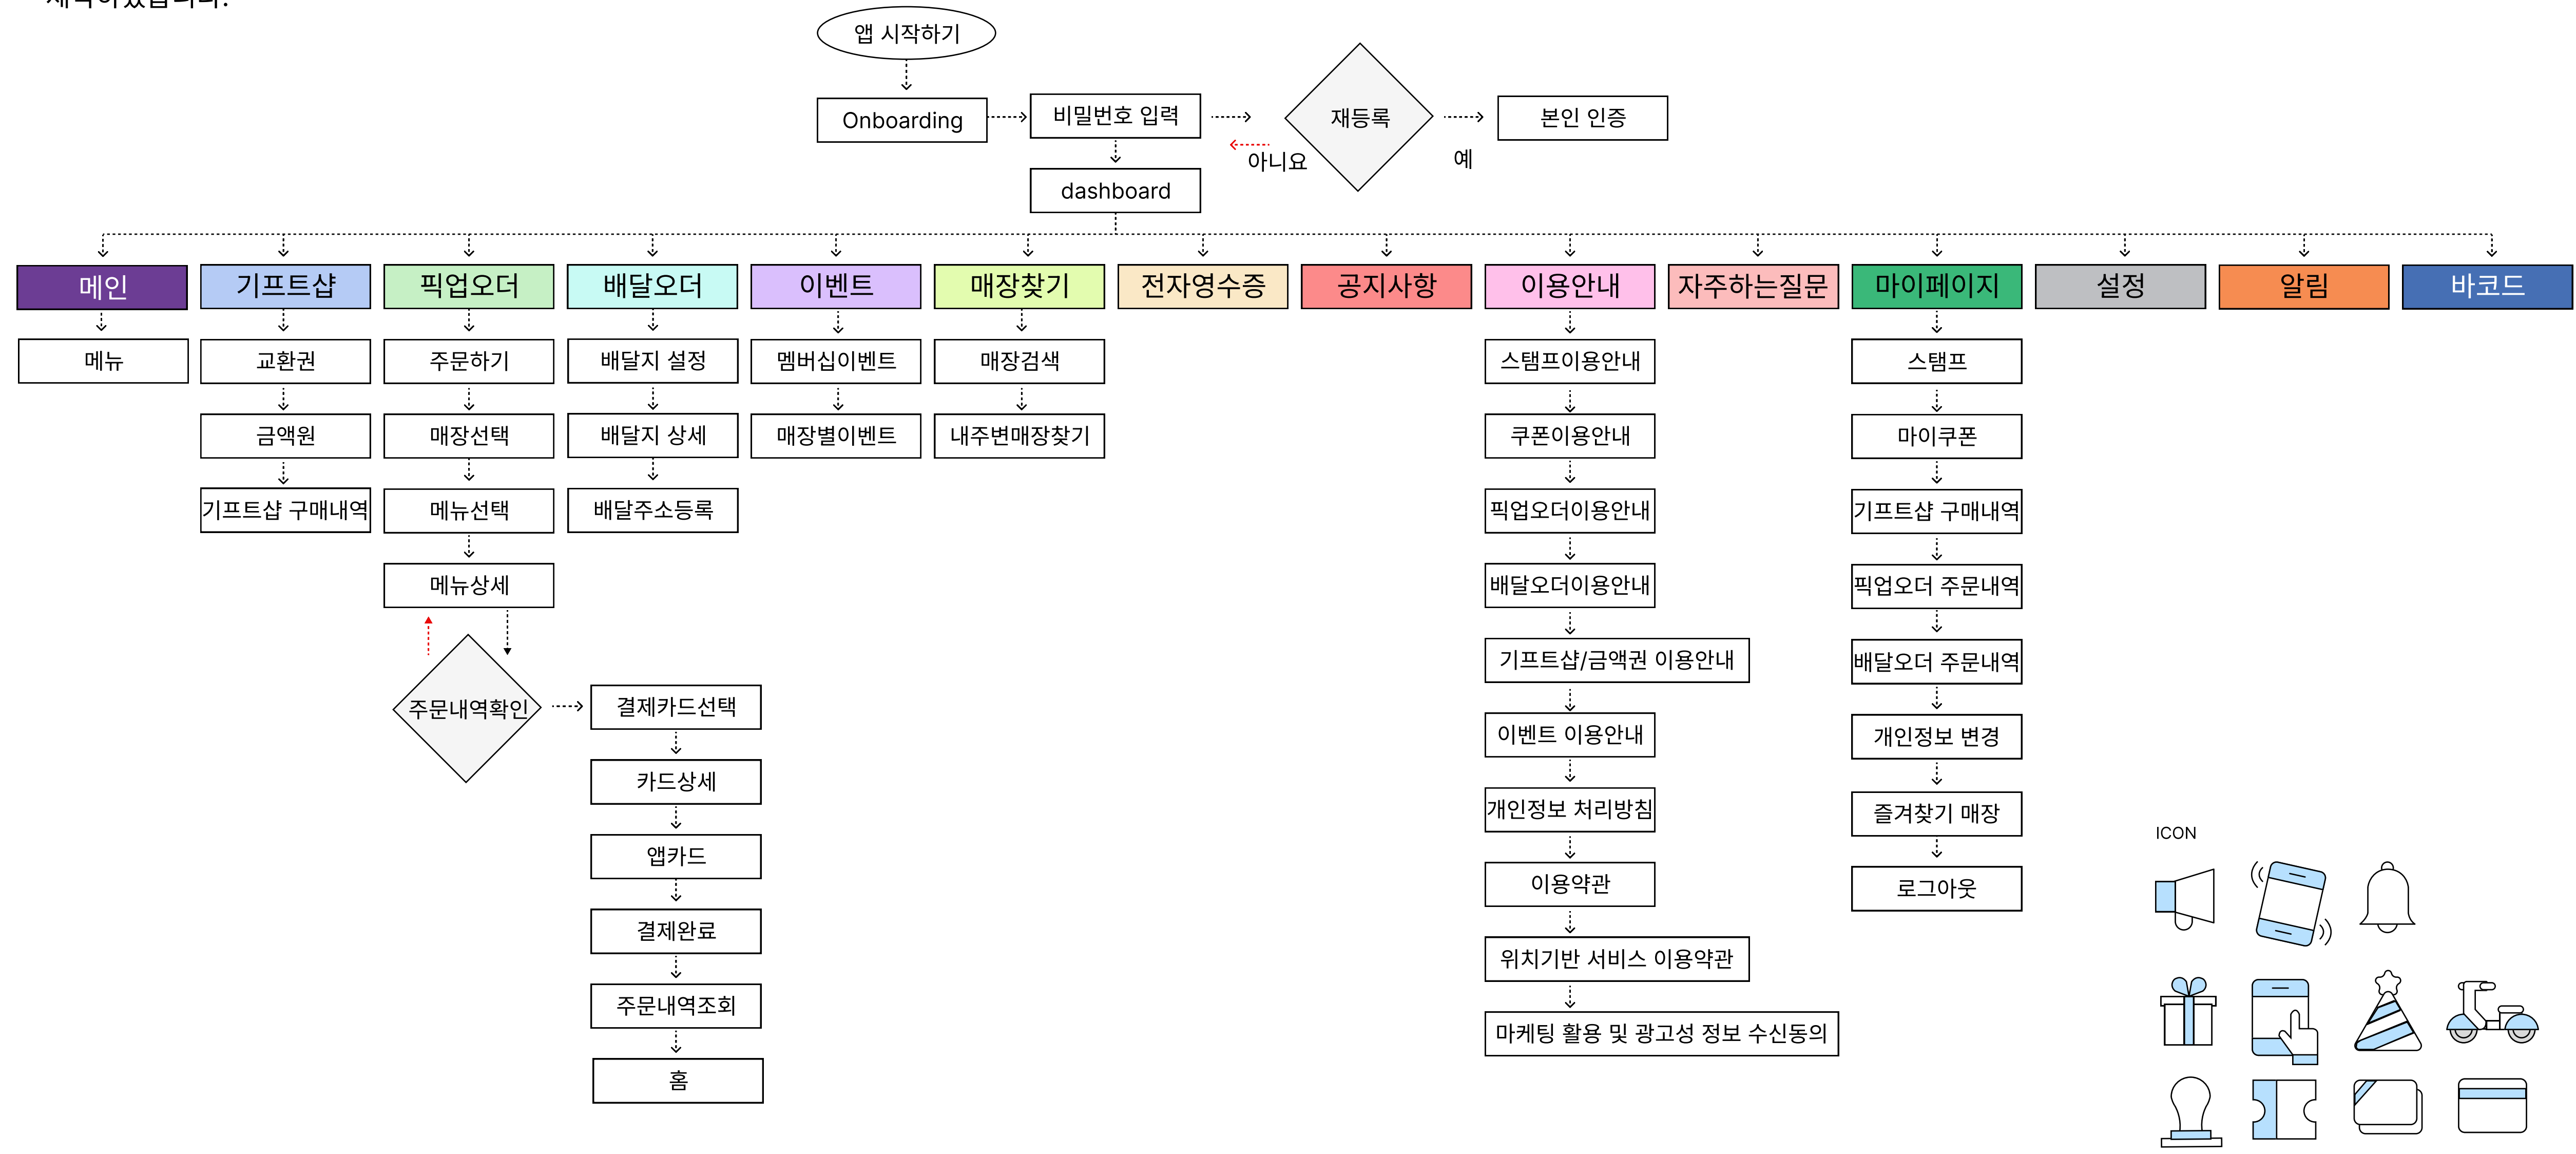 앱 시작하기
Onboarding
비밀번호 입력
재등록
본인 인증
아니요
예
dashboard
메인
기프트샵
픽업오더
배달오더
이벤트
매장찾기
전자영수증
공지사항
이용안내
자주하는질문
마이페이지
설정
알림
바코드
메뉴
교환권
금액원
기프트샵 구매내역
주문하기
매장선택
메뉴선택
메뉴상세
주문내역확인
결제카드선택
카드상세
앱카드
결제완료
주문내역조회
홈
배달지 설정
배달지 상세
배달주소등록
멤버십이벤트
매장별이벤트
매장검색
내주변매장찾기
스탬프이용안내
쿠폰이용안내
픽업오더이용안내
배달오더이용안내
기프트샵/금액권 이용안내
이벤트 이용안내
개인정보 처리방침
이용약관
위치기반 서비스 이용약관
마케팅 활용 및 광고성 정보 수신동의
스탬프
마이쿠폰
기프트샵 구매내역
픽업오더 주문내역
배달오더 주문내역
개인정보 변경
즐겨찾기 매장
로그아웃
ICON